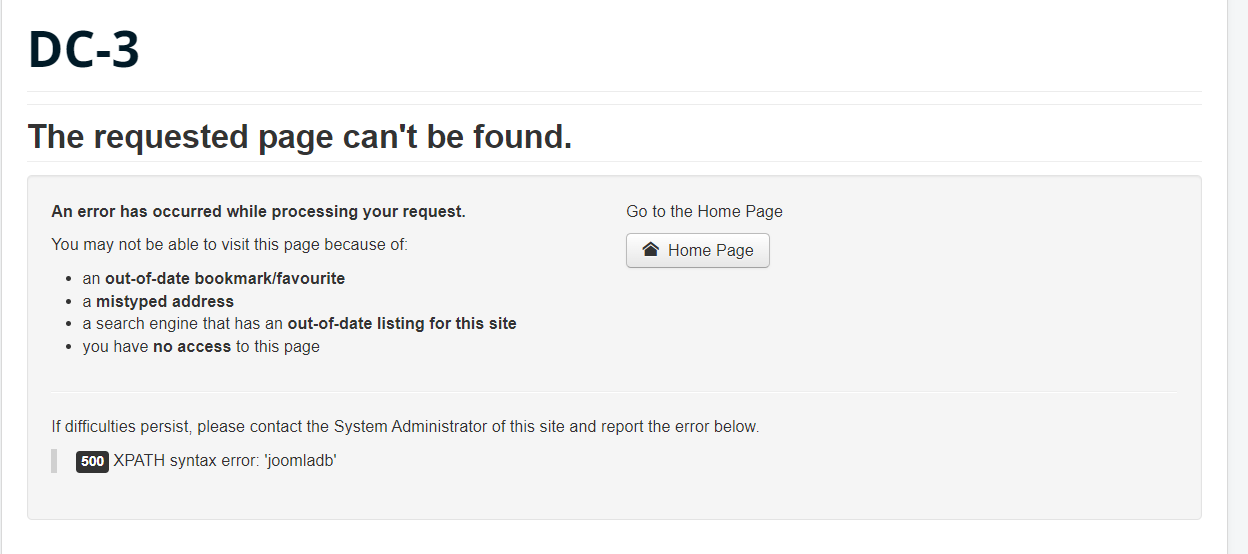 DC-3
The requested page can't be found.
An error has occurred while processing your request.
You may not be able to visit this page because of:
an out-of-date bookmark/favourite
a mistyped address
a search engine that has an out-of-date listing for this site
you have no access to this page
Go to the Home Page
Home Page
If difficulties persist, please contact the System Administrator of this site and report the error below.
500 XPATH syntax error: 'joomladb'